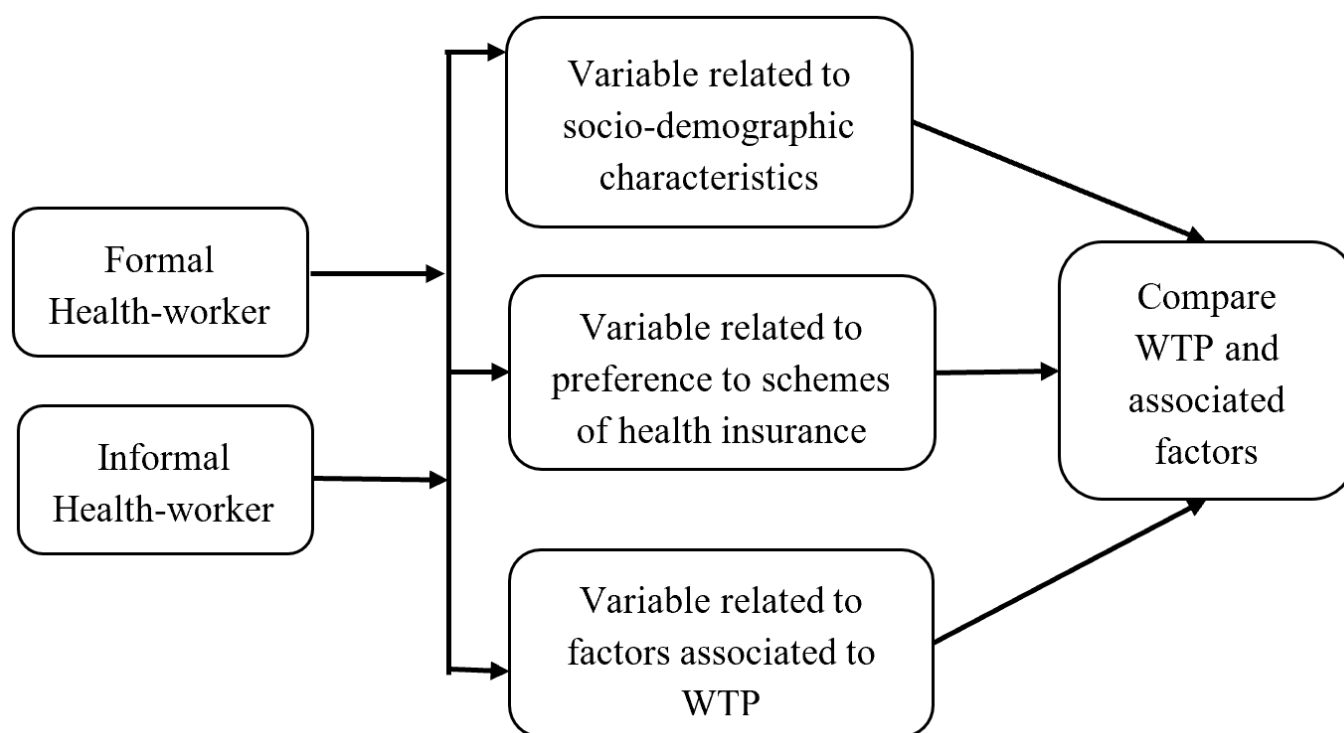 Formal
Health-worker
Informal
Health-worker
Variable related to
socio-demographic
characteristics
Variable related to
preference to schemes
of health insurance
Variable related to
factors associated to
WTP
Compare
WTP and
associated
factors